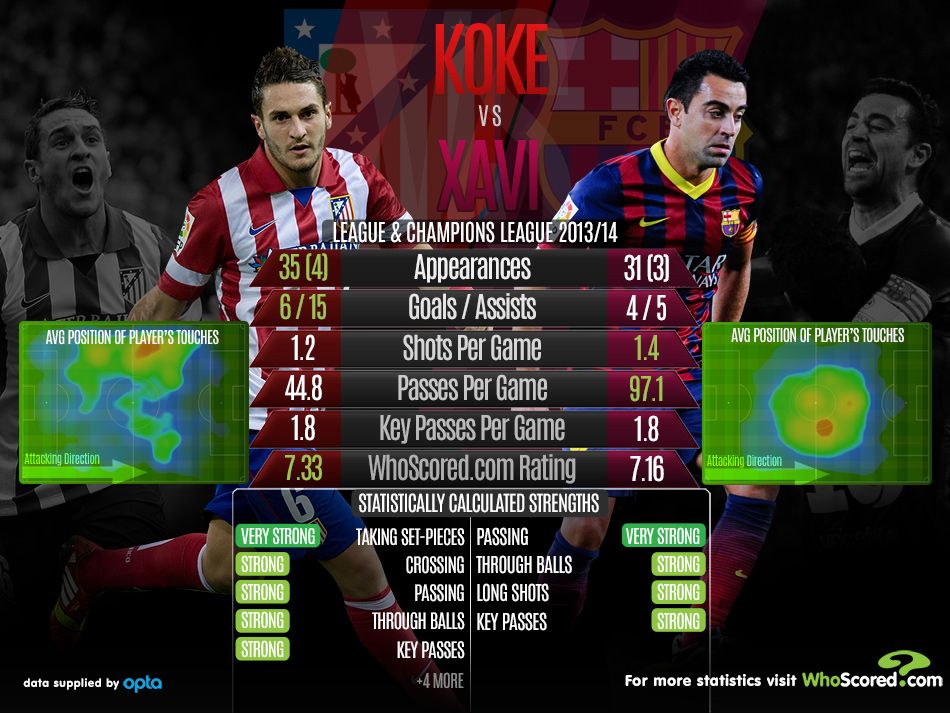 KOKE
VS
XAVI
FC
LEAGUE & CHAMPIONS LEAGUE 2013/14
35 (4) Appearances 31 (3)
6 / 15 Goals / Assists 4 / 5
1.2 Shots Per Game 1.4
44.8 Passes Per Game 97.1
1.8 Key Passes Per Game 1.8
7.33 WhoScored.com Rating 7.16
AVG POSITION OF PLAYER'S TOUCHES
Attacking Direction
AVG POSITION OF PLAYER'S TOUCHES
Attacking Direction
6
STATISTICALLY CALCULATED STRENGTHS
VERY STRONG TAKING SET-PIECES
STRONG CROSSING
STRONG PASSING
STRONG THROUGH BALLS
STRONG KEY PASSES
+4 MORE
PASSING VERY STRONG
THROUGH BALLS STRONG
LONG SHOTS STRONG
KEY PASSES STRONG
data supplied by opta
For more statistics visit WhoScored.com